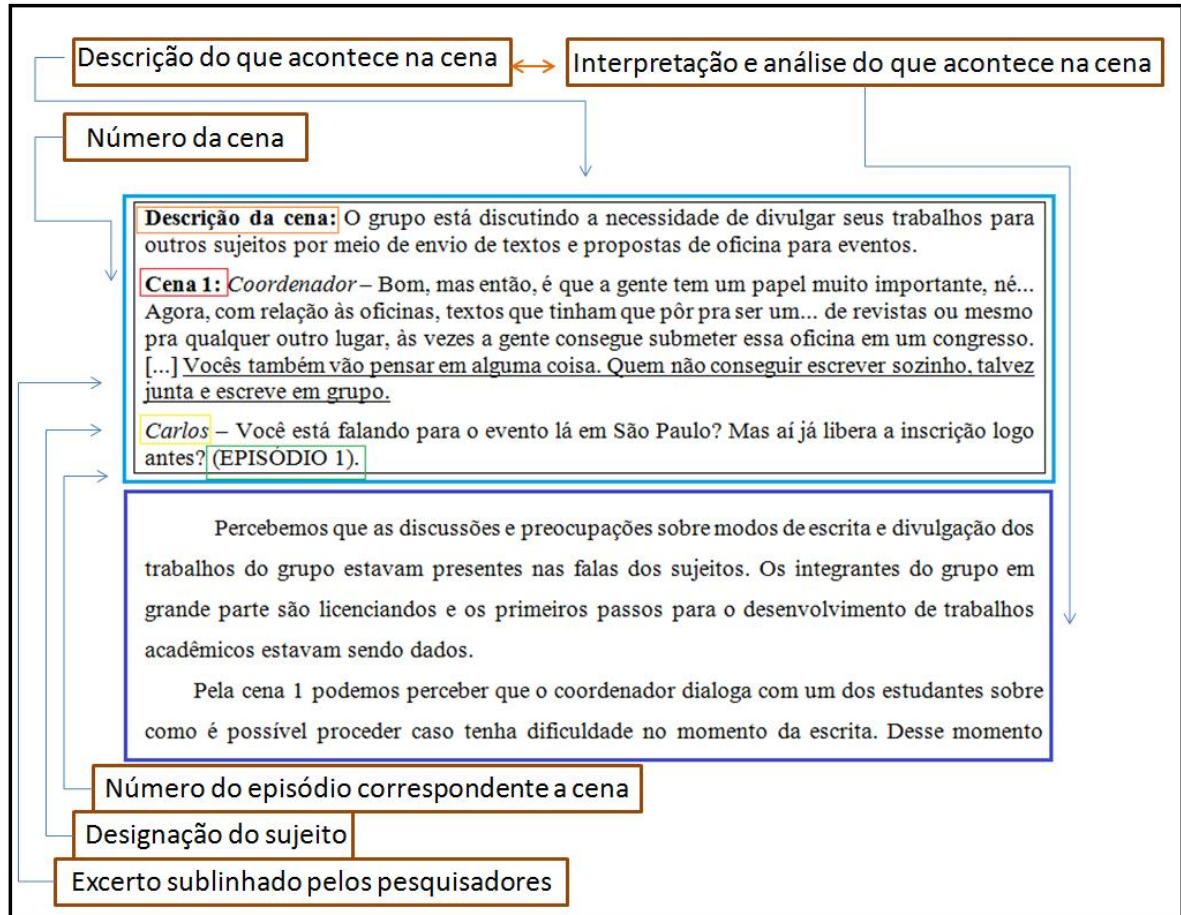 Descrição do que acontece na cena
Interpretação e análise do que acontece na cena
Número da cena
Descrição da cena: O grupo está discutindo a necessidade de divulgar seus trabalhos para
outros sujeitos por meio de envio de textos e propostas de oficina para eventos.
Cena 1: Coordenador – Bom, mas então, é que a gente tem um papel muito importante, né...
Agora, com relação às oficinas, textos que tinham que pôr pra ser um... de revistas ou mesmo
pra qualquer outro lugar, às vezes a gente consegue submeter essa oficina em um congresso.
[...] Vocês também vão pensar em alguma coisa. Quem não conseguir escrever sozinho, talvez
junta e escreve em grupo.
Carlos – Você está falando para o evento lá em São Paulo? Mas aí já libera a inscrição logo
antes? (EPISÓDIO 1).
Percebemos que as discussões e preocupações sobre modos de escrita e divulgação dos
trabalhos do grupo estavam presentes nas falas dos sujeitos. Os integrantes do grupo em
grande parte são licenciandos e os primeiros passos para o desenvolvimento de trabalhos
acadêmicos estavam sendo dados.
Pela cena 1 podemos perceber que o coordenador dialoga com um dos estudantes sobre
como é possível proceder caso tenha dificuldade no momento da escrita. Desse momento
Número do episódio correspondente a cena
Designação do sujeito
Excerto sublinhado pelos pesquisadores